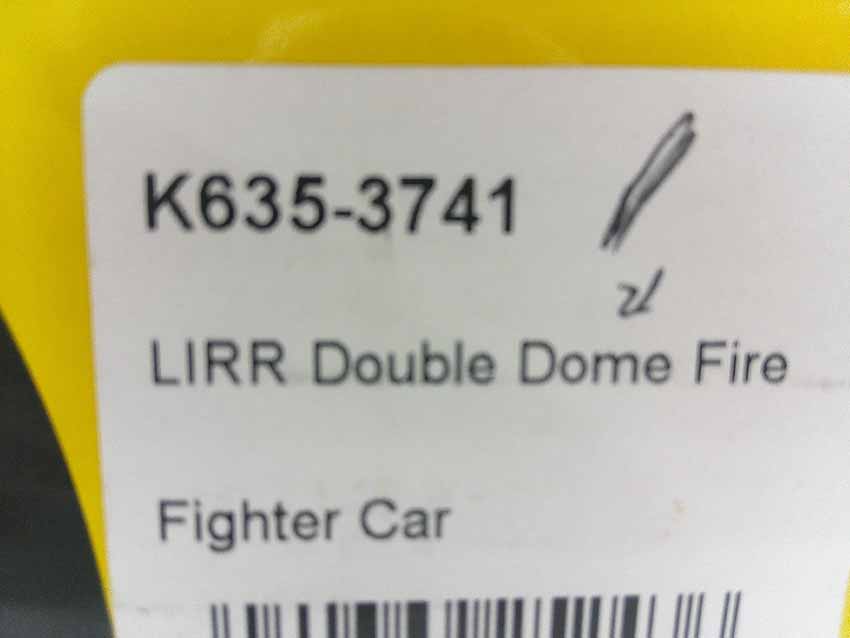 K635-3741
LIRR Double Dome Fire
Fighter Car